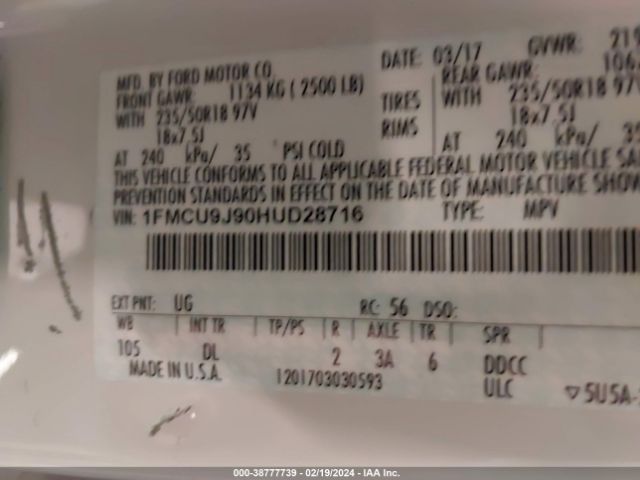 MFD. BY FORD MOTOR CO.
DATE: 03/17 GVWR:
FRONT GAWR: 1134 KG ( 2500 LB) REAR GAWR:
WITH 235/50R18 97V TIRES WITH 235/50R18 97V
18x7.5J RIMS 18x7.5J
AT 240 kPa/ 35 PSI COLD AT 240 kPa/
THIS VEHICLE CONFORMS TO ALL APPLICABLE FEDERAL MOTOR VEHICLE
PREVENTION STANDARDS IN EFFECT ON THE DATE OF MANUFACTURE SHOW
VIN: 1FMCU9J90HUD28716 TYPE: MPV
EXT PNT: UG RC: 56 DSO:
WB INT TR TP/PS R AXLE TR SPR
105 DL 2 3A 6 DDCC
MADE IN U.S.A. 1201703030593 ULC ▽5U5A-
000-38777739 - 02/19/2024 - IAA Inc.